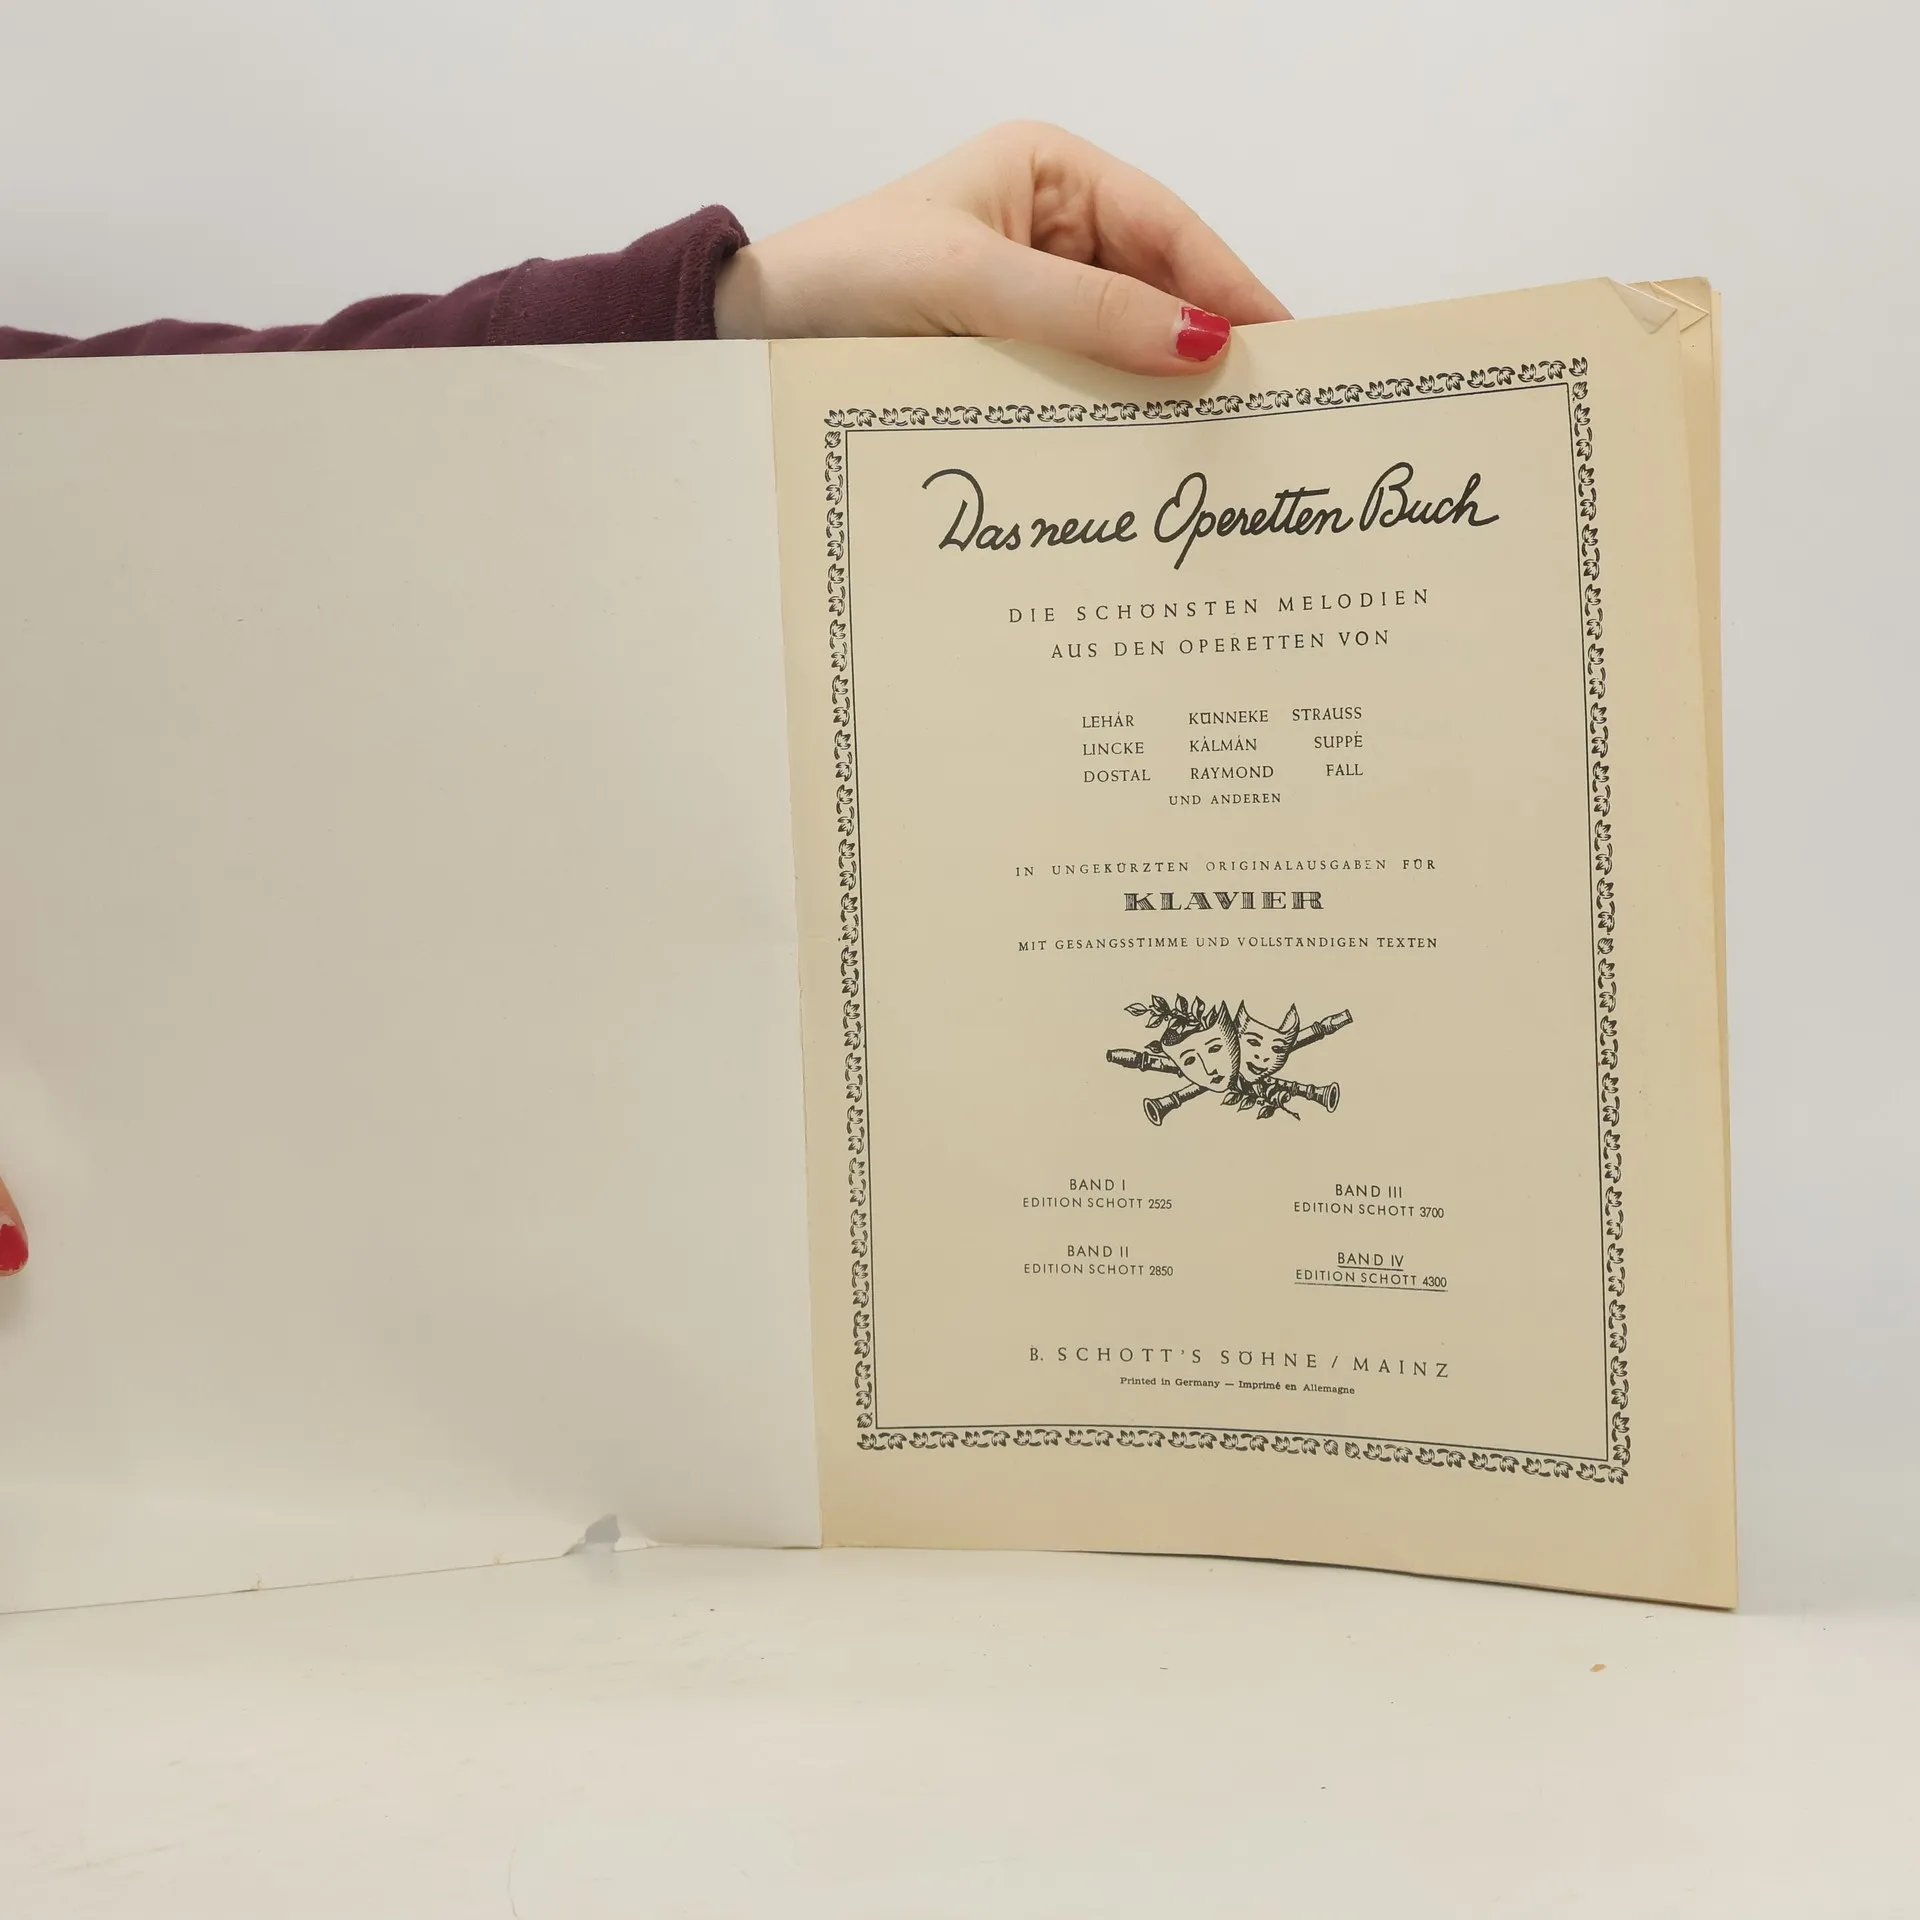 Das neue Operetten Buch
DIE SCHÖNSTEN MELODIEN
AUS DEN OPERETTEN VON
LEHÁR KÜNNEKE STRAUSS
LINCKE KÁLMÁN SUPPÉ
DOSTAL RAYMOND FALL
UND ANDEREN
IN UNGEKÜRZTEN ORIGINALAUSGABEN FÜR
KLAVIER
MIT GESANGSSTIMME UND VOLLSTÄNDIGEN TEXTEN
BAND I
EDITION SCHOTT 2525
BAND II
EDITION SCHOTT 2850
BAND III
EDITION SCHOTT 3700
BAND IV
EDITION SCHOTT 4300
B. SCHOTT'S SÖHNE / MAINZ
Printed in Germany — Imprimé en Allemagne